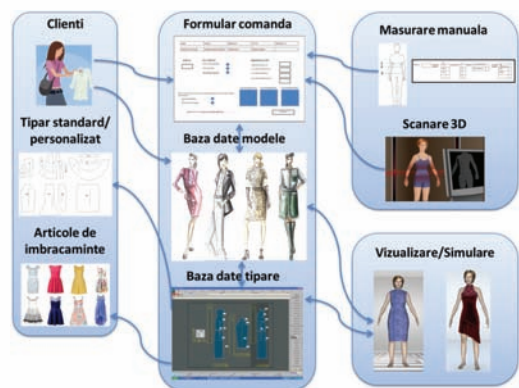 Clienti
Tipar standard/
personalizat
Articole de
imbracaminte
Formular comanda
Baza date modele
Baza date tipare
Masurare manuala
Scanare 3D
Vizualizare/Simulare